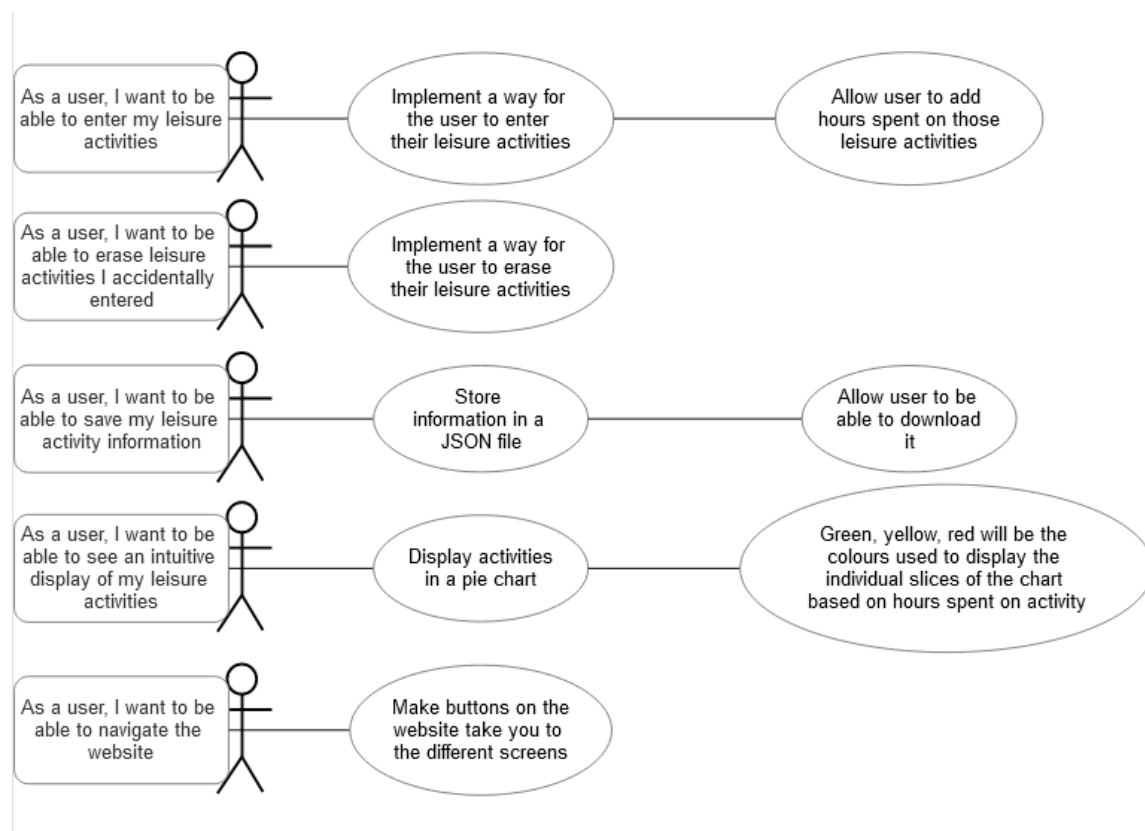 As a user, I want to be
able to enter my leisure
activities
Implement a way for
the user to enter
their leisure activities
Allow user to add
hours spent on those
leisure activities
As a user, I want to be
able to erase leisure
activities I accidentally
entered
Implement a way for
the user to erase
their leisure activities
As a user, I want to be
able to save my leisure
activity information
Store
information in a
JSON file
Allow user to be
able to download
it
As a user, I want to be
able to see an intuitive
display of my leisure
activities
Display activities
in a pie chart
Green, yellow, red will be the
colours used to display the
individual slices of the chart
based on hours spent on activity
As a user, I want to be
able to navigate the
website
Make buttons on the
website take you to
the different screens